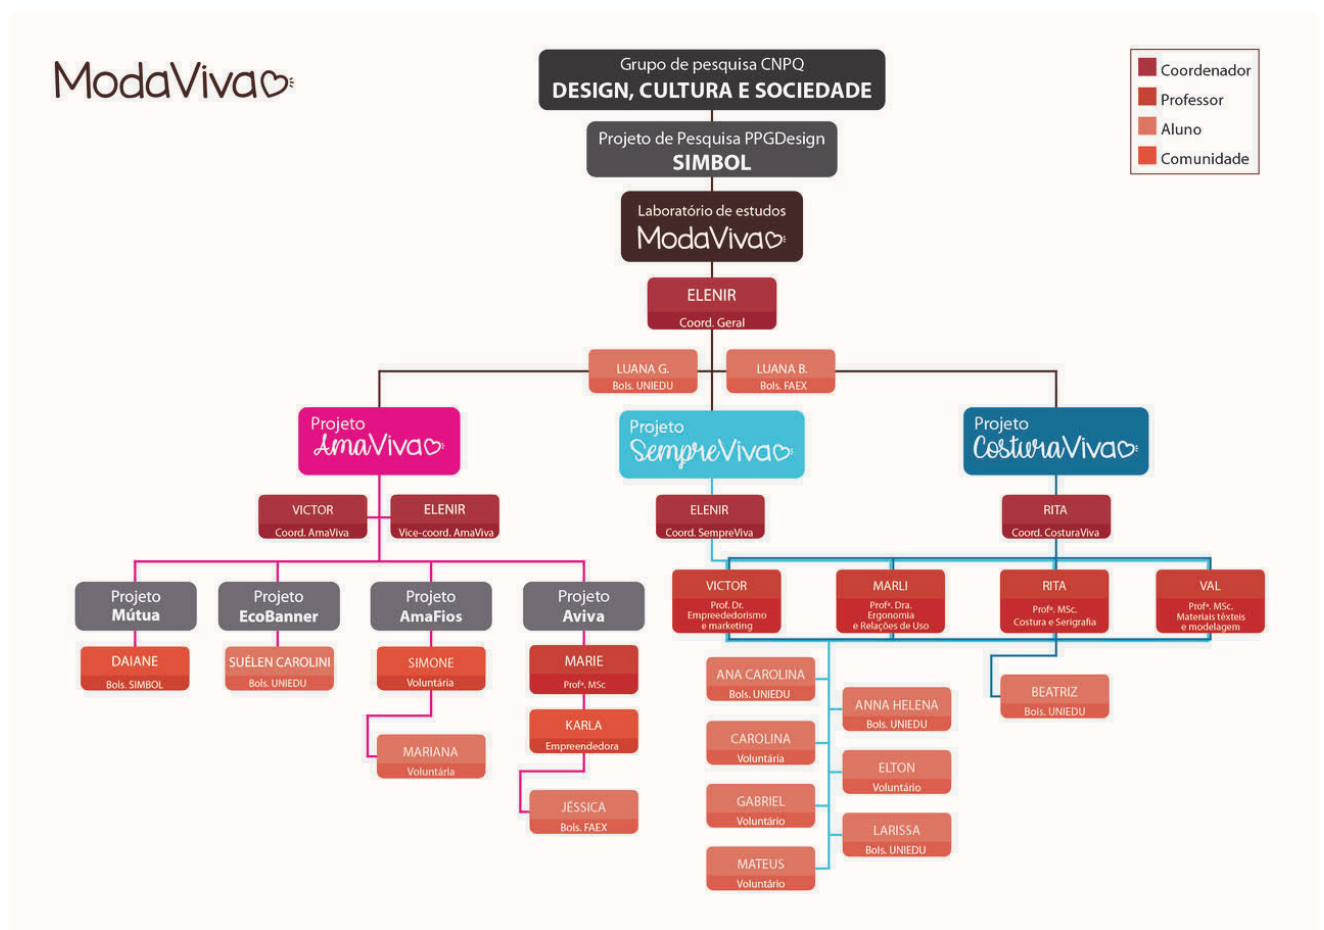 ModaViva
Grupo de pesquisa CNPQ
DESIGN, CULTURA E SOCIEDADE
Projeto de Pesquisa PPGDesign
SIMBOL
Laboratório de estudos
ModaViva
ELENIR
Coord. Geral
Coordenador
Professor
Aluno
Comunidade
LUANA G.
Bols. UNIEDU
LUANA B.
Bols. FAEX
Projeto
AmaViva
Projeto
SempreViva
Projeto
CosturaViva
VICTOR
Coord. AmaViva
ELENIR
Vice-coord. AmaViva
ELENIR
Coord. SempreViva
RITA
Coord. CosturaViva
Projeto
Mútua
Projeto
EcoBanner
Projeto
AmaFios
Projeto
Aviva
VICTOR
Prof. Dr.
Empreededorismo
e marketing
MARLI
Profª. Dra.
Ergonomia
e Relações de Uso
RITA
Profª. MSc.
Costura e Serigrafia
VAL
Profª. MSc.
Materiais têxteis
e modelagem
DAIANE
Bols. SIMBOL
SUÉLEN CAROLINI
Bols. UNIEDU
SIMONE
Voluntária
MARIE
Profª. MSc
KARLA
Empreendedora
MARIANA
Voluntária
JÉSSICA
Bols. FAEX
ANA CAROLINA
Bols. UNIEDU
ANNA HELENA
Bols. UNIEDU
CAROLINA
Voluntária
ELTON
Voluntário
GABRIEL
Voluntário
LARISSA
Bols. UNIEDU
MATEUS
Voluntário
BEATRIZ
Bols. UNIEDU